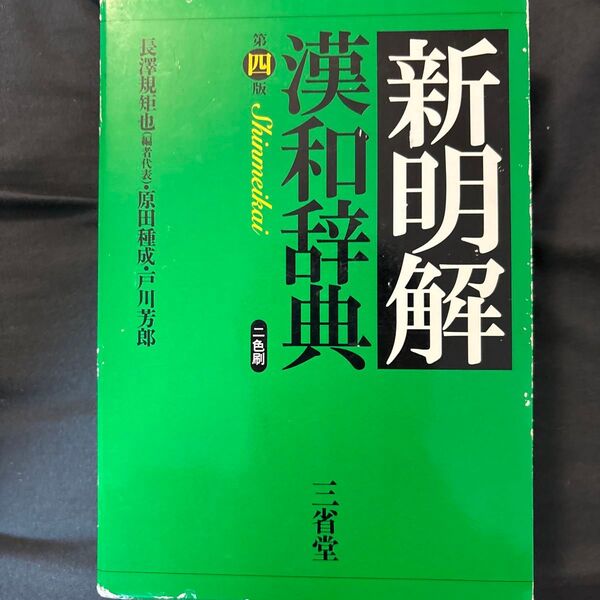 新明解
漢和辞典
第四版
Shinmeikai
二色刷
長澤規矩也(編者代表)・原田種成・戸川芳郎
三省堂